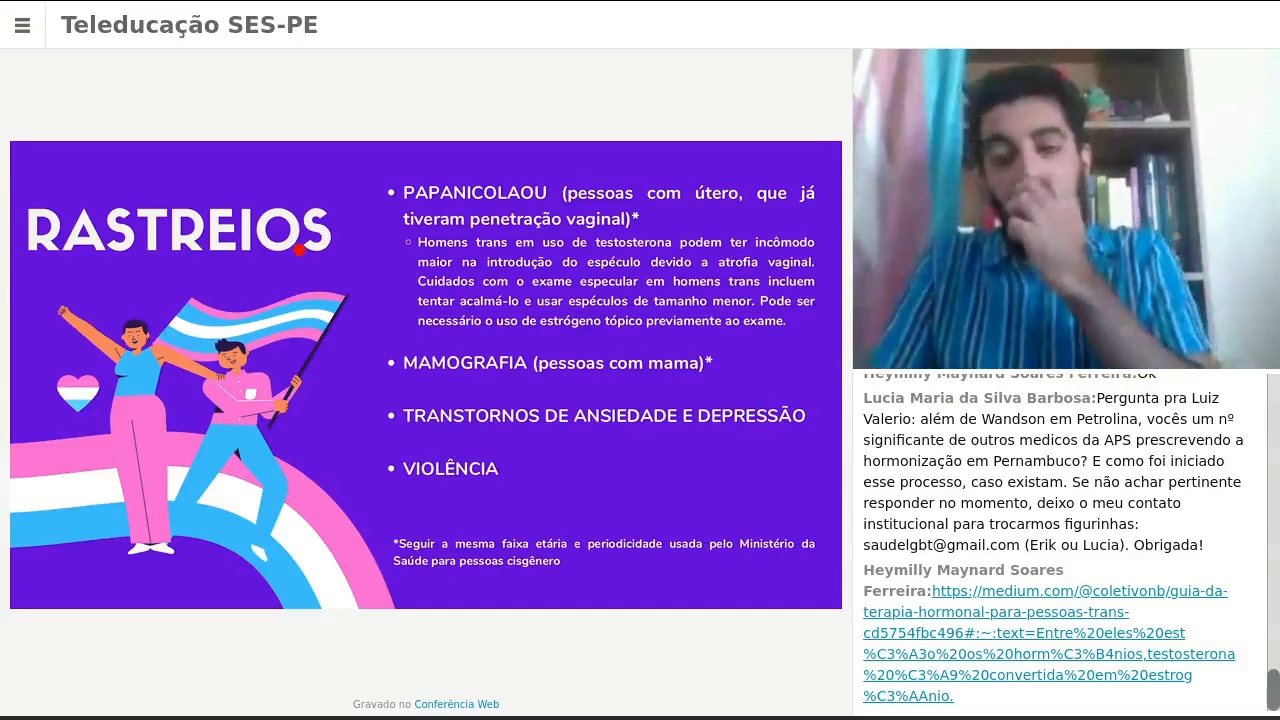 Teleducação SES-PE
RASTREIOS
• PAPANICOLAOU (pessoas com útero, que já
tiveram penetração vaginal)*
○ Homens trans em uso de testosterona podem ter incômodo
maior na introdução do espéculo devido a atrofia vaginal.
Cuidados com o exame especular em homens trans incluem
tentar acalmá-lo e usar espéculos de tamanho menor. Pode ser
necessário o uso de estrógeno tópico previamente ao exame.
• MAMOGRAFIA (pessoas com mama)*
• TRANSTORNOS DE ANSIEDADE E DEPRESSÃO
• VIOLÊNCIA
*Seguir a mesma faixa etária e periodicidade usada pelo Ministério da
Saúde para pessoas cisgênero
Gravado no Conferência Web
Heymilly Maynard Soares Ferreira:Ok
Lucia Maria da Silva Barbosa:Pergunta pra Luiz
Valerio: além de Wandson em Petrolina, vocês um nº
significante de outros medicos da APS prescrevendo a
hormonização em Pernambuco? E como foi iniciado
esse processo, caso existam. Se não achar pertinente
responder no momento, deixo o meu contato
institucional para trocarmos figurinhas:
saudelgbt@gmail.com (Erik ou Lucia). Obrigada!
Heymilly Maynard Soares
Ferreira:https://medium.com/@coletivonb/guia-da-
terapia-hormonal-para-pessoas-trans-
cd5754fbc496#:~:text=Entre%20eles%20est
%C3%A3o%20os%20horm%C3%B4nios,testosterona
%20%C3%A9%20convertida%20em%20estrog
%C3%AAnio.